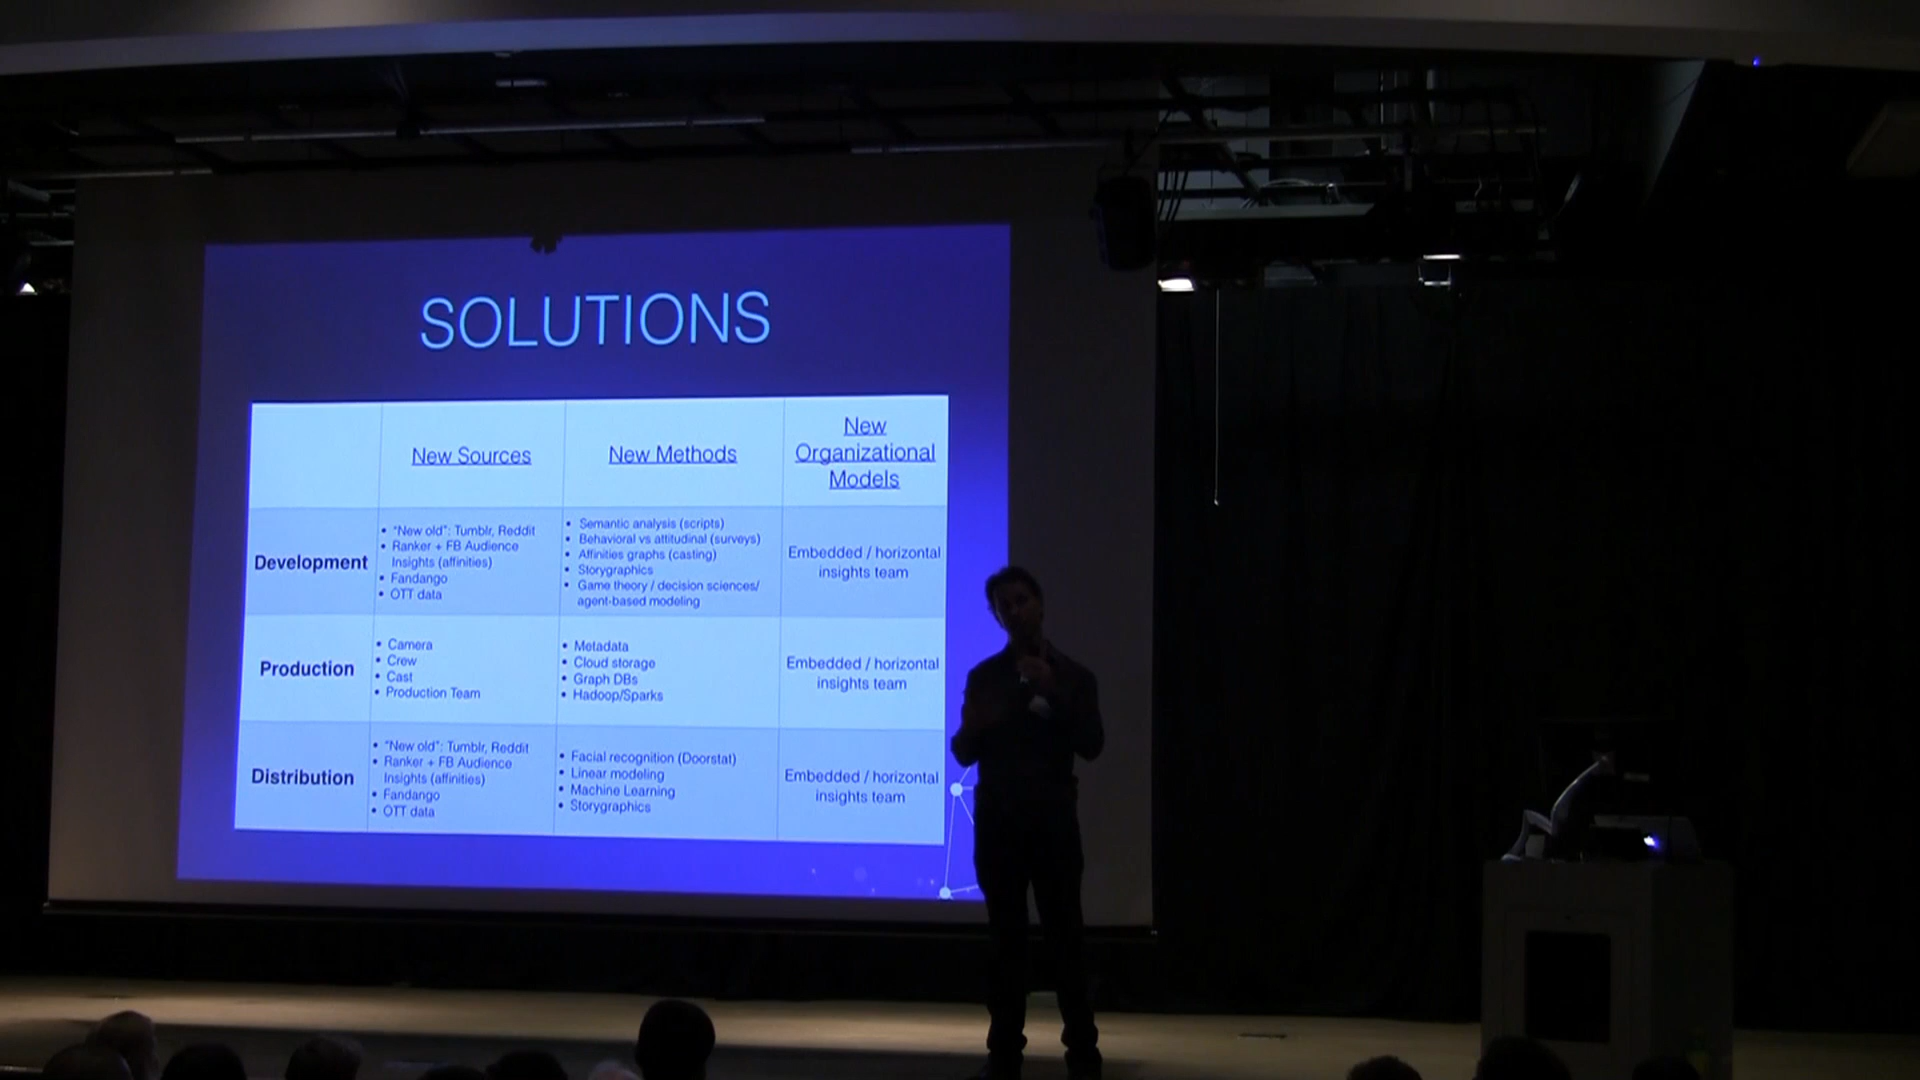 SOLUTIONS
New Sources
New Methods
New
Organizational
Models
Development
• "New old": Tumblr, Reddit
• Ranker + FB Audience
Insights (affinities)
• Fandango
• OTT data
• Semantic analysis (scripts)
• Behavioral vs attitudinal (surveys)
• Affinities graphs (casting)
• Storygraphics
• Game theory / decision sciences/
agent-based modeling
Embedded / horizontal
insights team
Production
• Camera
• Crew
• Cast
• Production Team
• Metadata
• Cloud storage
• Graph DBs
• Hadoop/Sparks
Embedded / horizontal
insights team
Distribution
• "New old": Tumblr, Reddit
• Ranker + FB Audience
Insights (affinities)
• Fandango
• OTT data
• Facial recognition (Doorstat)
• Linear modeling
• Machine Learning
• Storygraphics
Embedded / horizontal
insights team